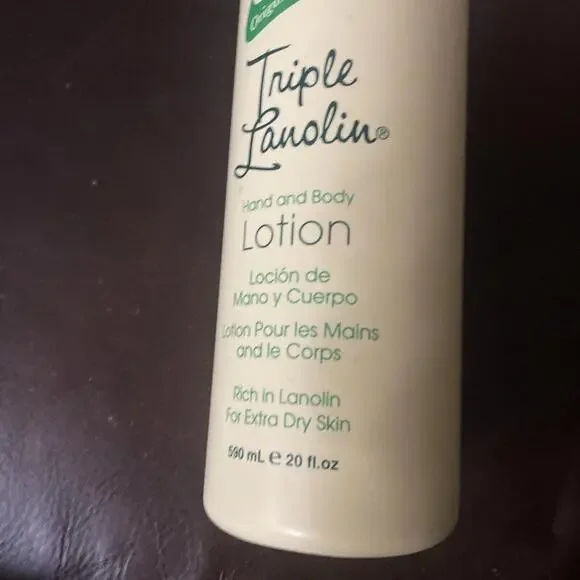 Triple
Lanolin®
Hand and Body
Lotion
Loción de
Mano y Cuerpo
Lotion Pour les Mains
and le Corps
Rich in Lanolin
For Extra Dry Skin
590 mL ℮ 20 fl.oz